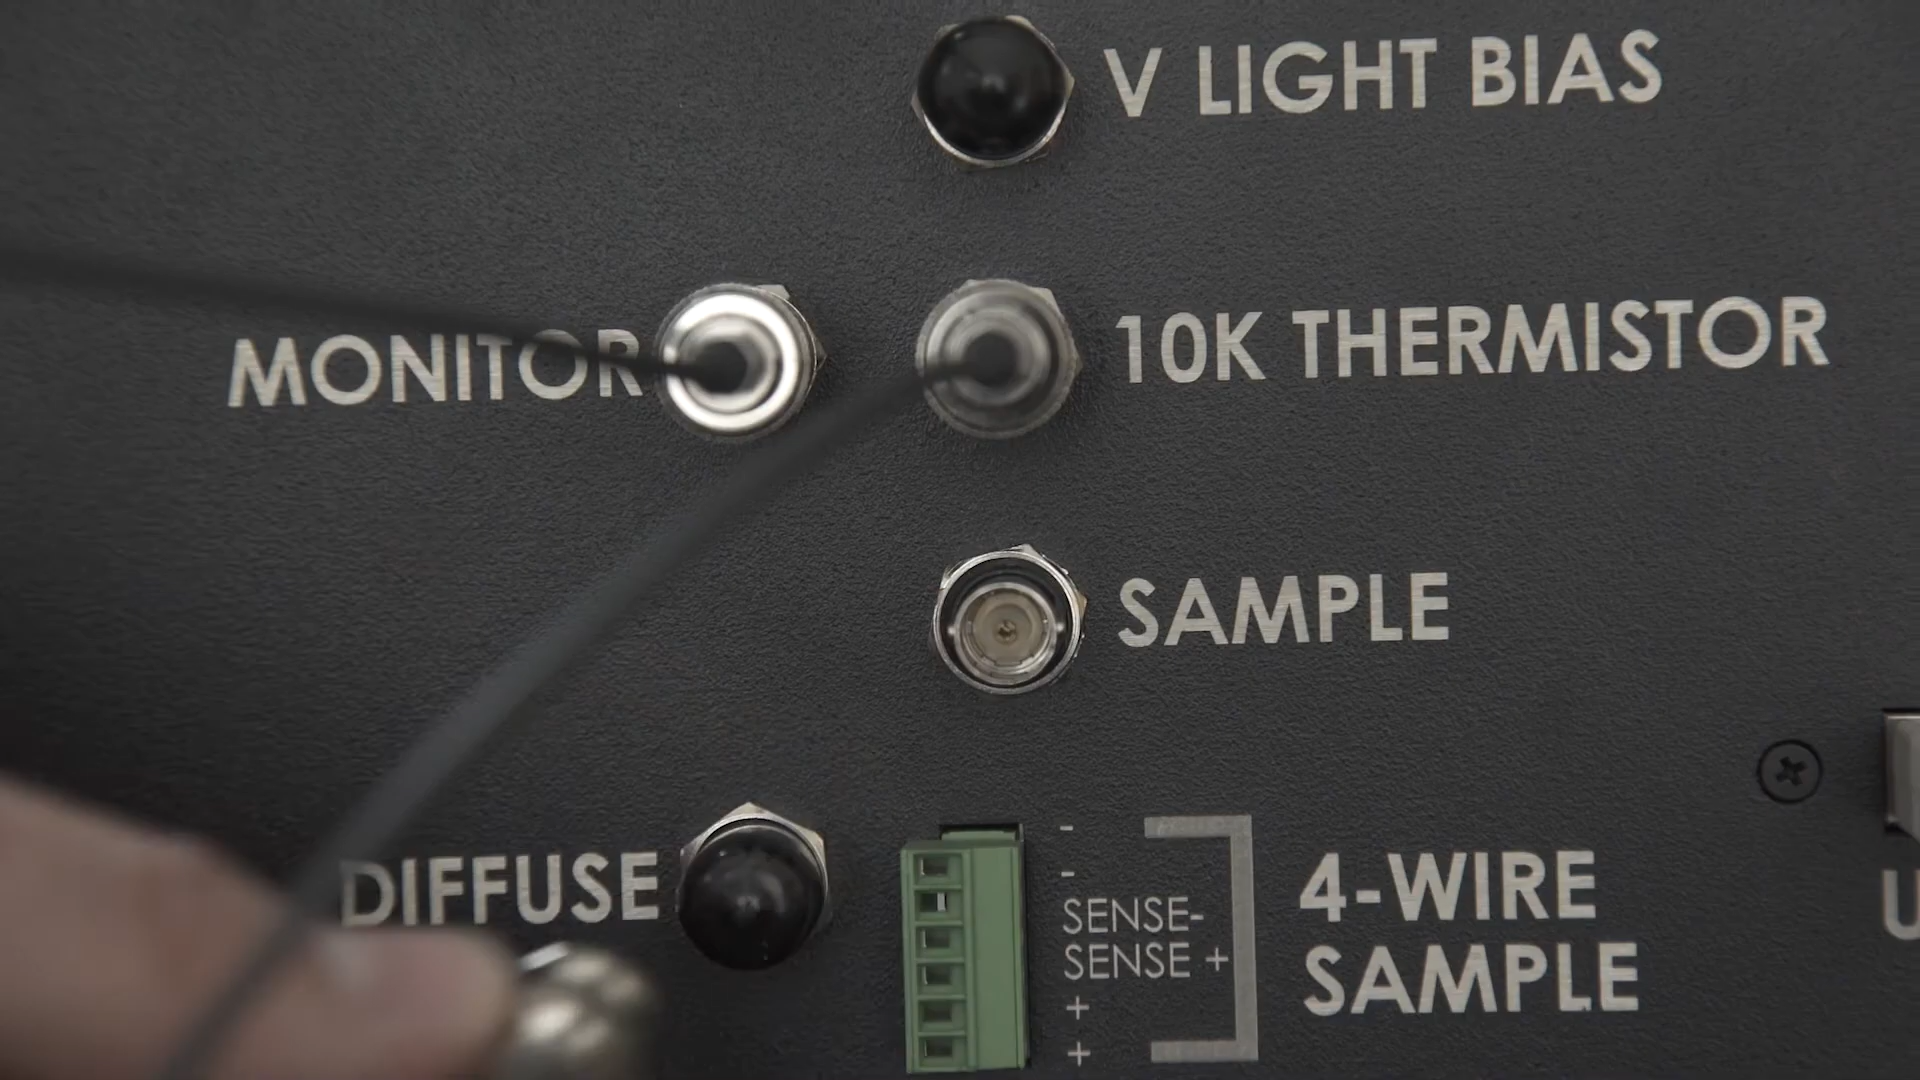 V LIGHT BIAS
MONITOR
10K THERMISTOR
SAMPLE
DIFFUSE
-
-
SENSE-
SENSE +
+
+
4-WIRE
SAMPLE